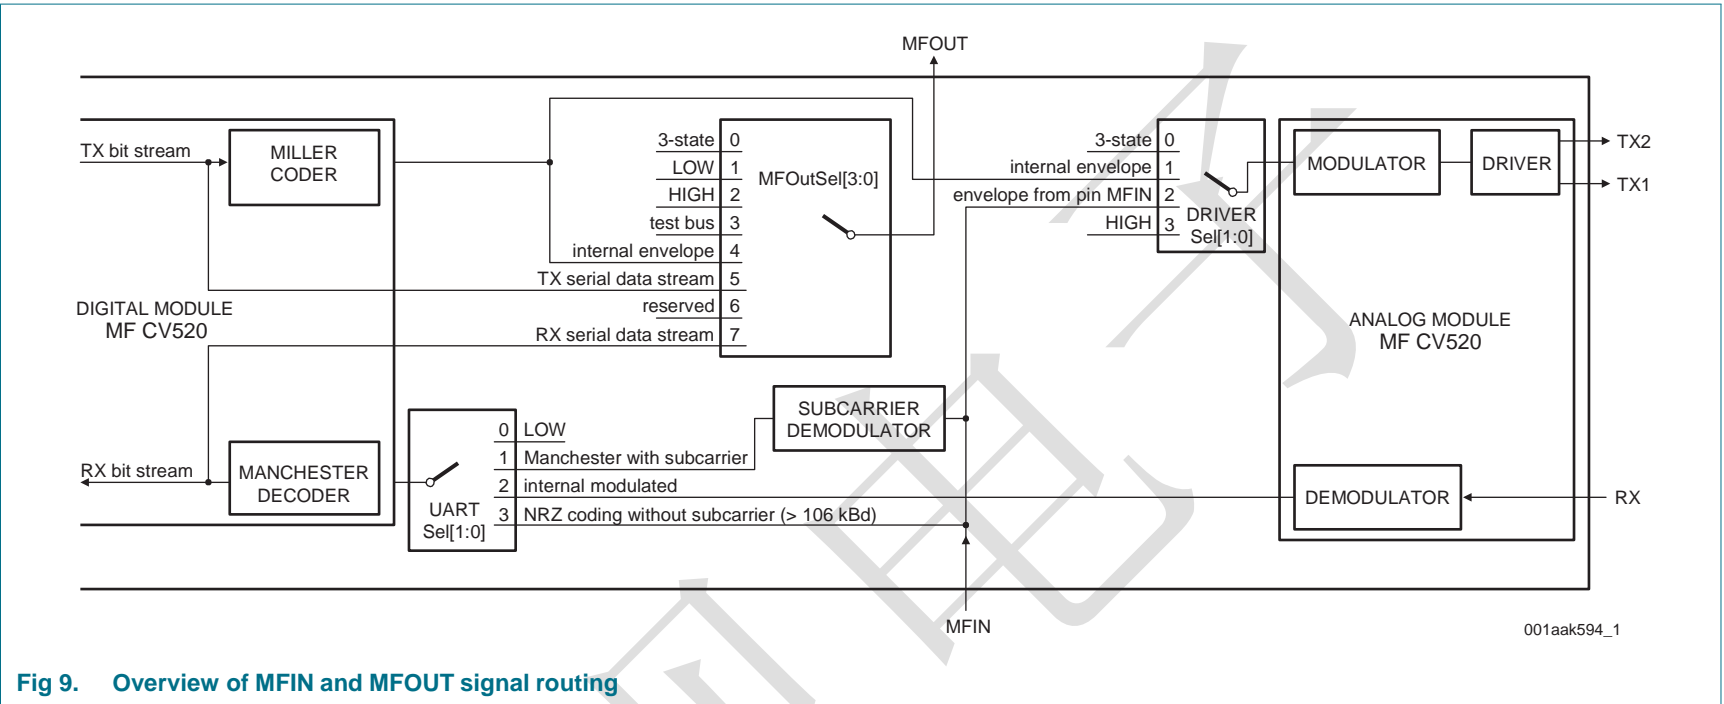 MFOUT
TX bit stream
MILLER
CODER
3-state 0
LOW 1
HIGH 2
test bus 3
internal envelope 4
TX serial data stream 5
reserved 6
RX serial data stream 7
MFOutSel[3:0]
3-state 0
internal envelope 1
envelope from pin MFIN 2
HIGH 3
DRIVER
Sel[1:0]
MODULATOR
DRIVER
TX2
TX1
DIGITAL MODULE
MF CV520
ANALOG MODULE
MF CV520
SUBCARRIER
DEMODULATOR
RX bit stream
MANCHESTER
DECODER
UART
Sel[1:0]
0 LOW
1 Manchester with subcarrier
2 internal modulated
3 NRZ coding without subcarrier (> 106 kBd)
DEMODULATOR
RX
MFIN
001aak594_1
Fig 9. Overview of MFIN and MFOUT signal routing